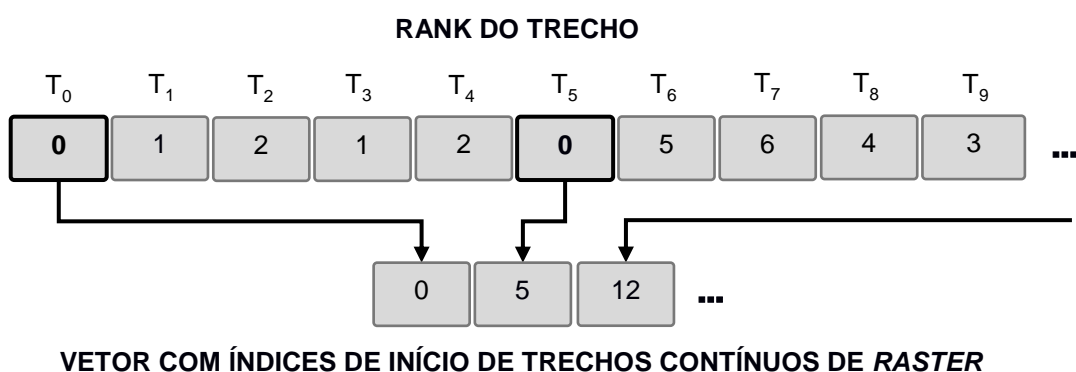 RANK DO TRECHO
T0 T1 T2 T3 T4 T5 T6 T7 T8 T9
0 1 2 1 2 0 5 6 4 3 ...
0 5 12 ...
VETOR COM ÍNDICES DE INÍCIO DE TRECHOS CONTÍNUOS DE RASTER